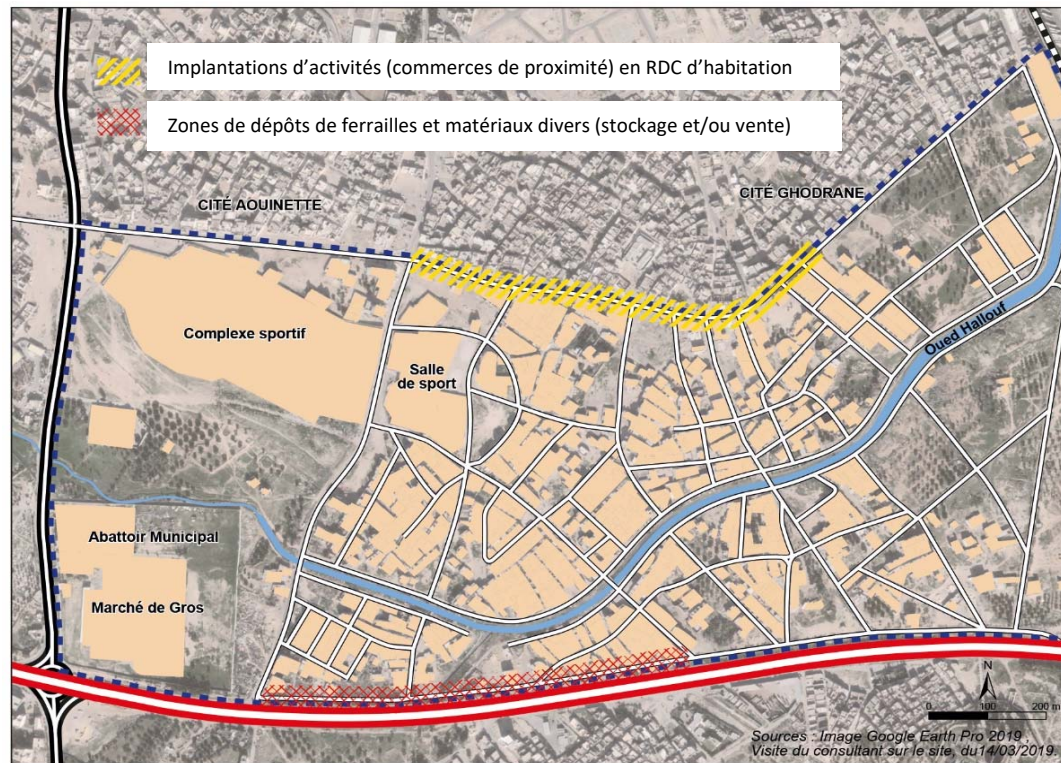 Implantations d’activités (commerces de proximité) en RDC d’habitation
Zones de dépôts de ferrailles et matériaux divers (stockage et/ou vente)
CITÉ AOUINETTE
CITÉ GHODRANE
Complexe sportif
Salle
de sport
Oued Hallouf
Abattoir Municipal
Marché de Gros
N
0 100 200 m
Sources : Image Google Earth Pro 2019 ,
Visite du consultant sur le site, du14/03/2019.